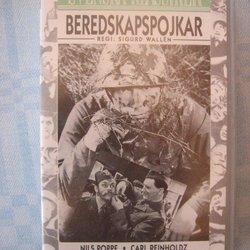 BEREDSKAPSPOJKAR
REGI: SIGURD WALLÉN
NILS POPPE • CARL REINHOLDZ